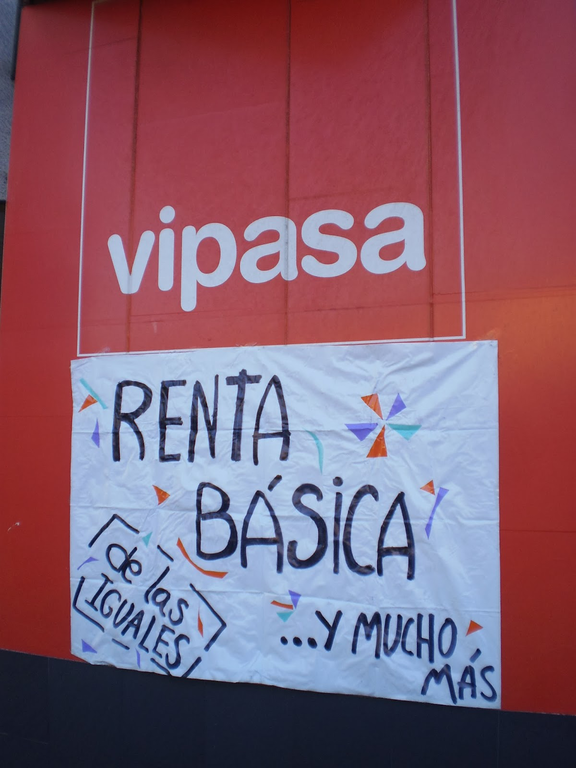 vipasa
RENTA
BÁSICA
de las
IGUALES
...Y MUCHO
MÁS